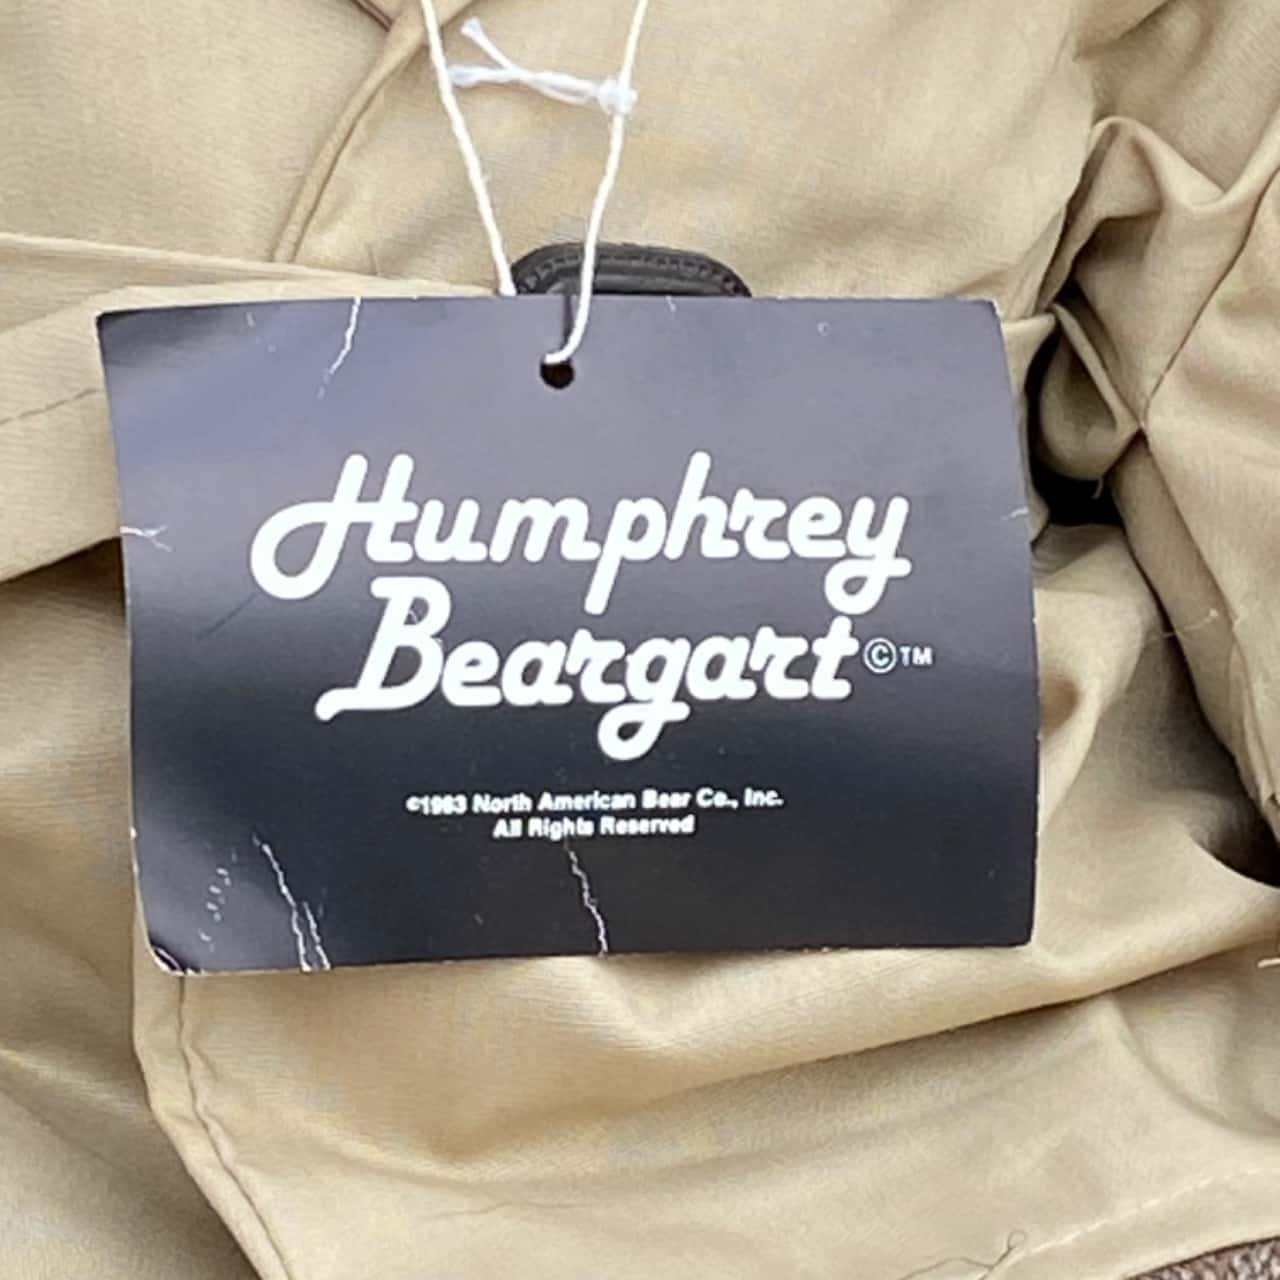 Humphrey
Beargart ©™
©1983 North American Bear Co., Inc.
All Rights Reserved